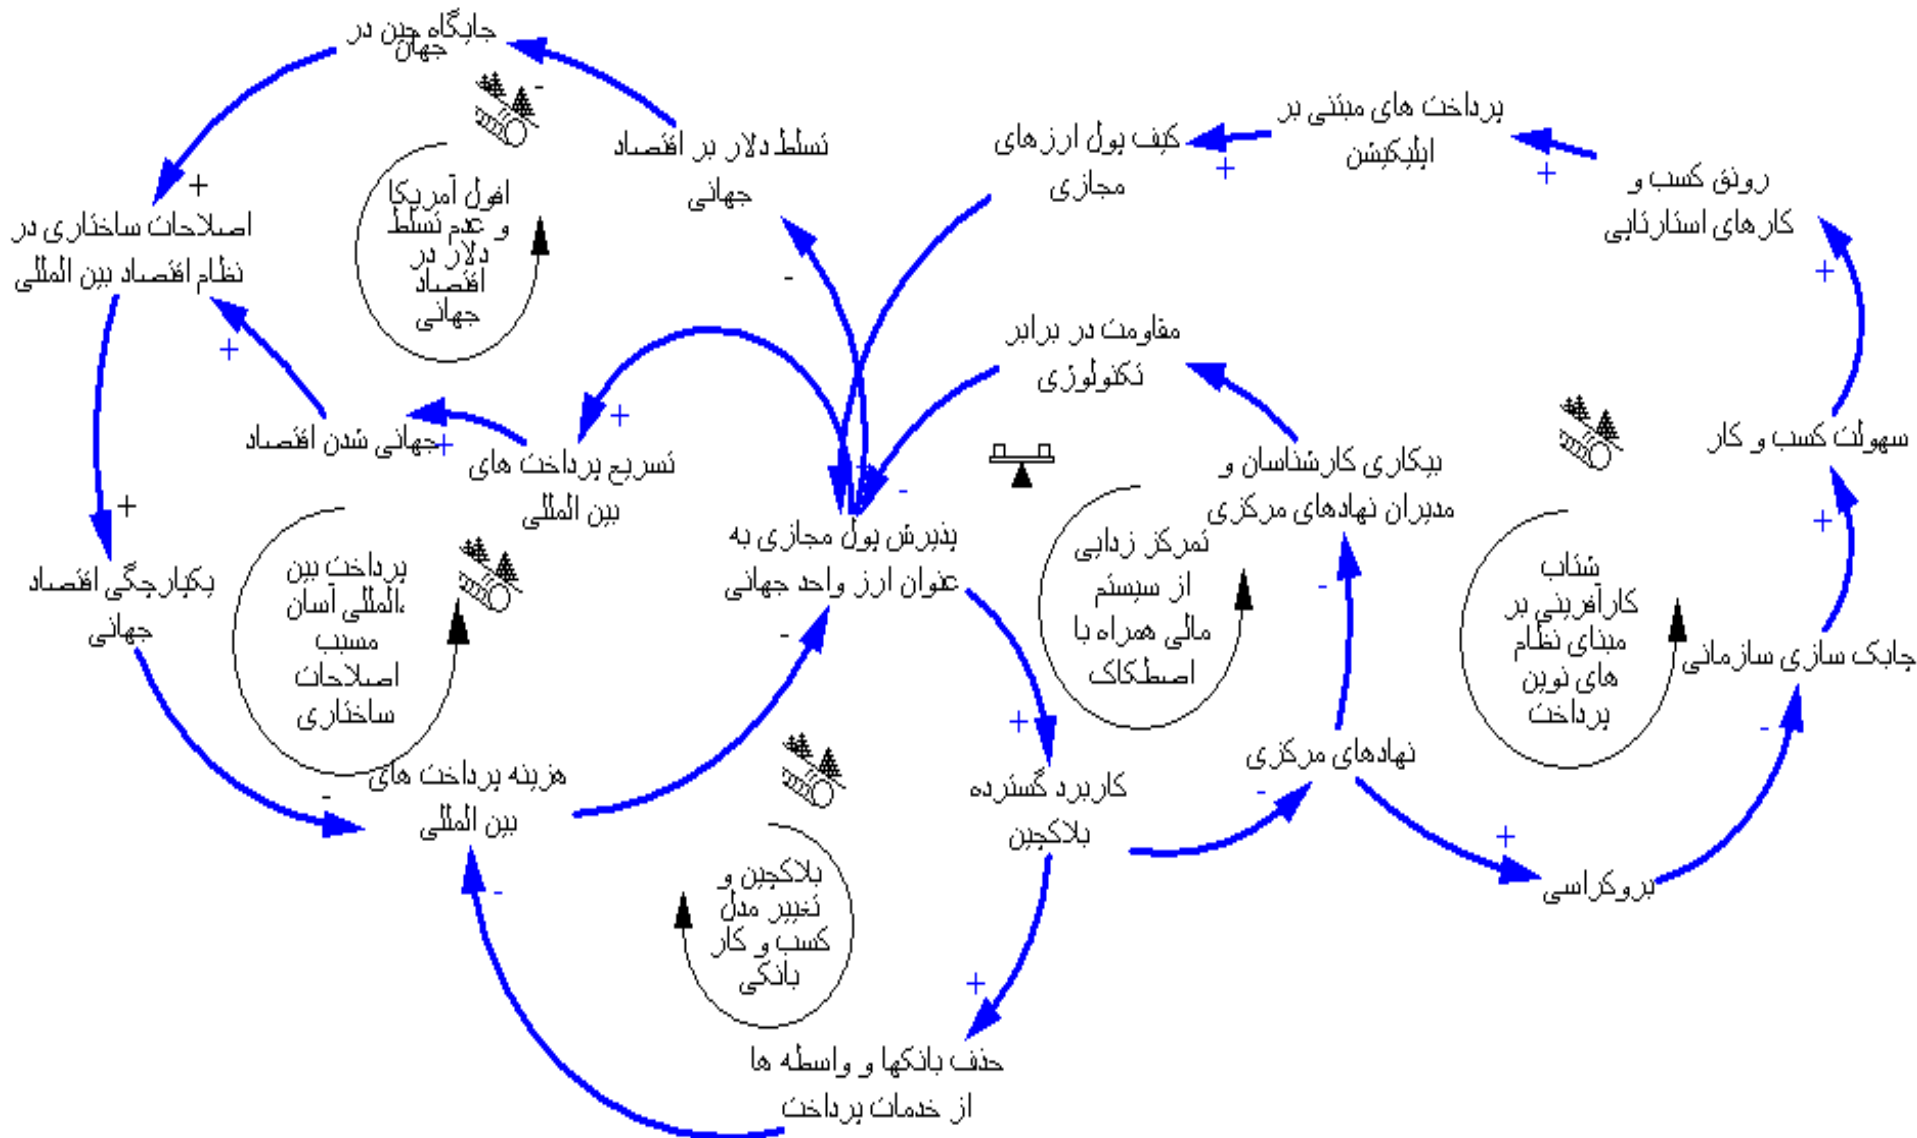 جایگاه چین در
جهان
تسلط دلار بر اقتصاد
جهانی
کیف پول ارزهای
مجازی
پرداخت های مبتنی بر
اپلیکیشن
رونق کسب و
کارهای استارتاپی
اصلاحات ساختاری در
نظام اقتصاد بین المللی
افول آمریکا
و عدم تسلط
دلار در
اقتصاد
جهانی
مقاومت در برابر
تکنولوژی
سهولت کسب و کار
جهانی شدن اقتصاد
تسریع پرداخت های
بین المللی
بیکاری کارشناسان و
مدیران نهادهای مرکزی
پذیرش پول مجازی به
عنوان ارز واحد جهانی
تمرکز زدایی
از سیستم
مالی همراه با
اصطکاک
شتاب
کارآفرینی بر
مبنای نظام
های نوین
پرداخت
چابک سازی سازمانی
یکپارچگی اقتصاد
جهانی
پرداخت بین
المللی آسان،
مسبب
اصلاحات
ساختاری
هزینه پرداخت های
بین المللی
کاربرد گسترده
بلاکچین
نهادهای مرکزی
بروکراسی
بلاکچین و
تغییر مدل
کسب و کار
بانکی
حذف بانکها و واسطه ها
از خدمات پرداخت